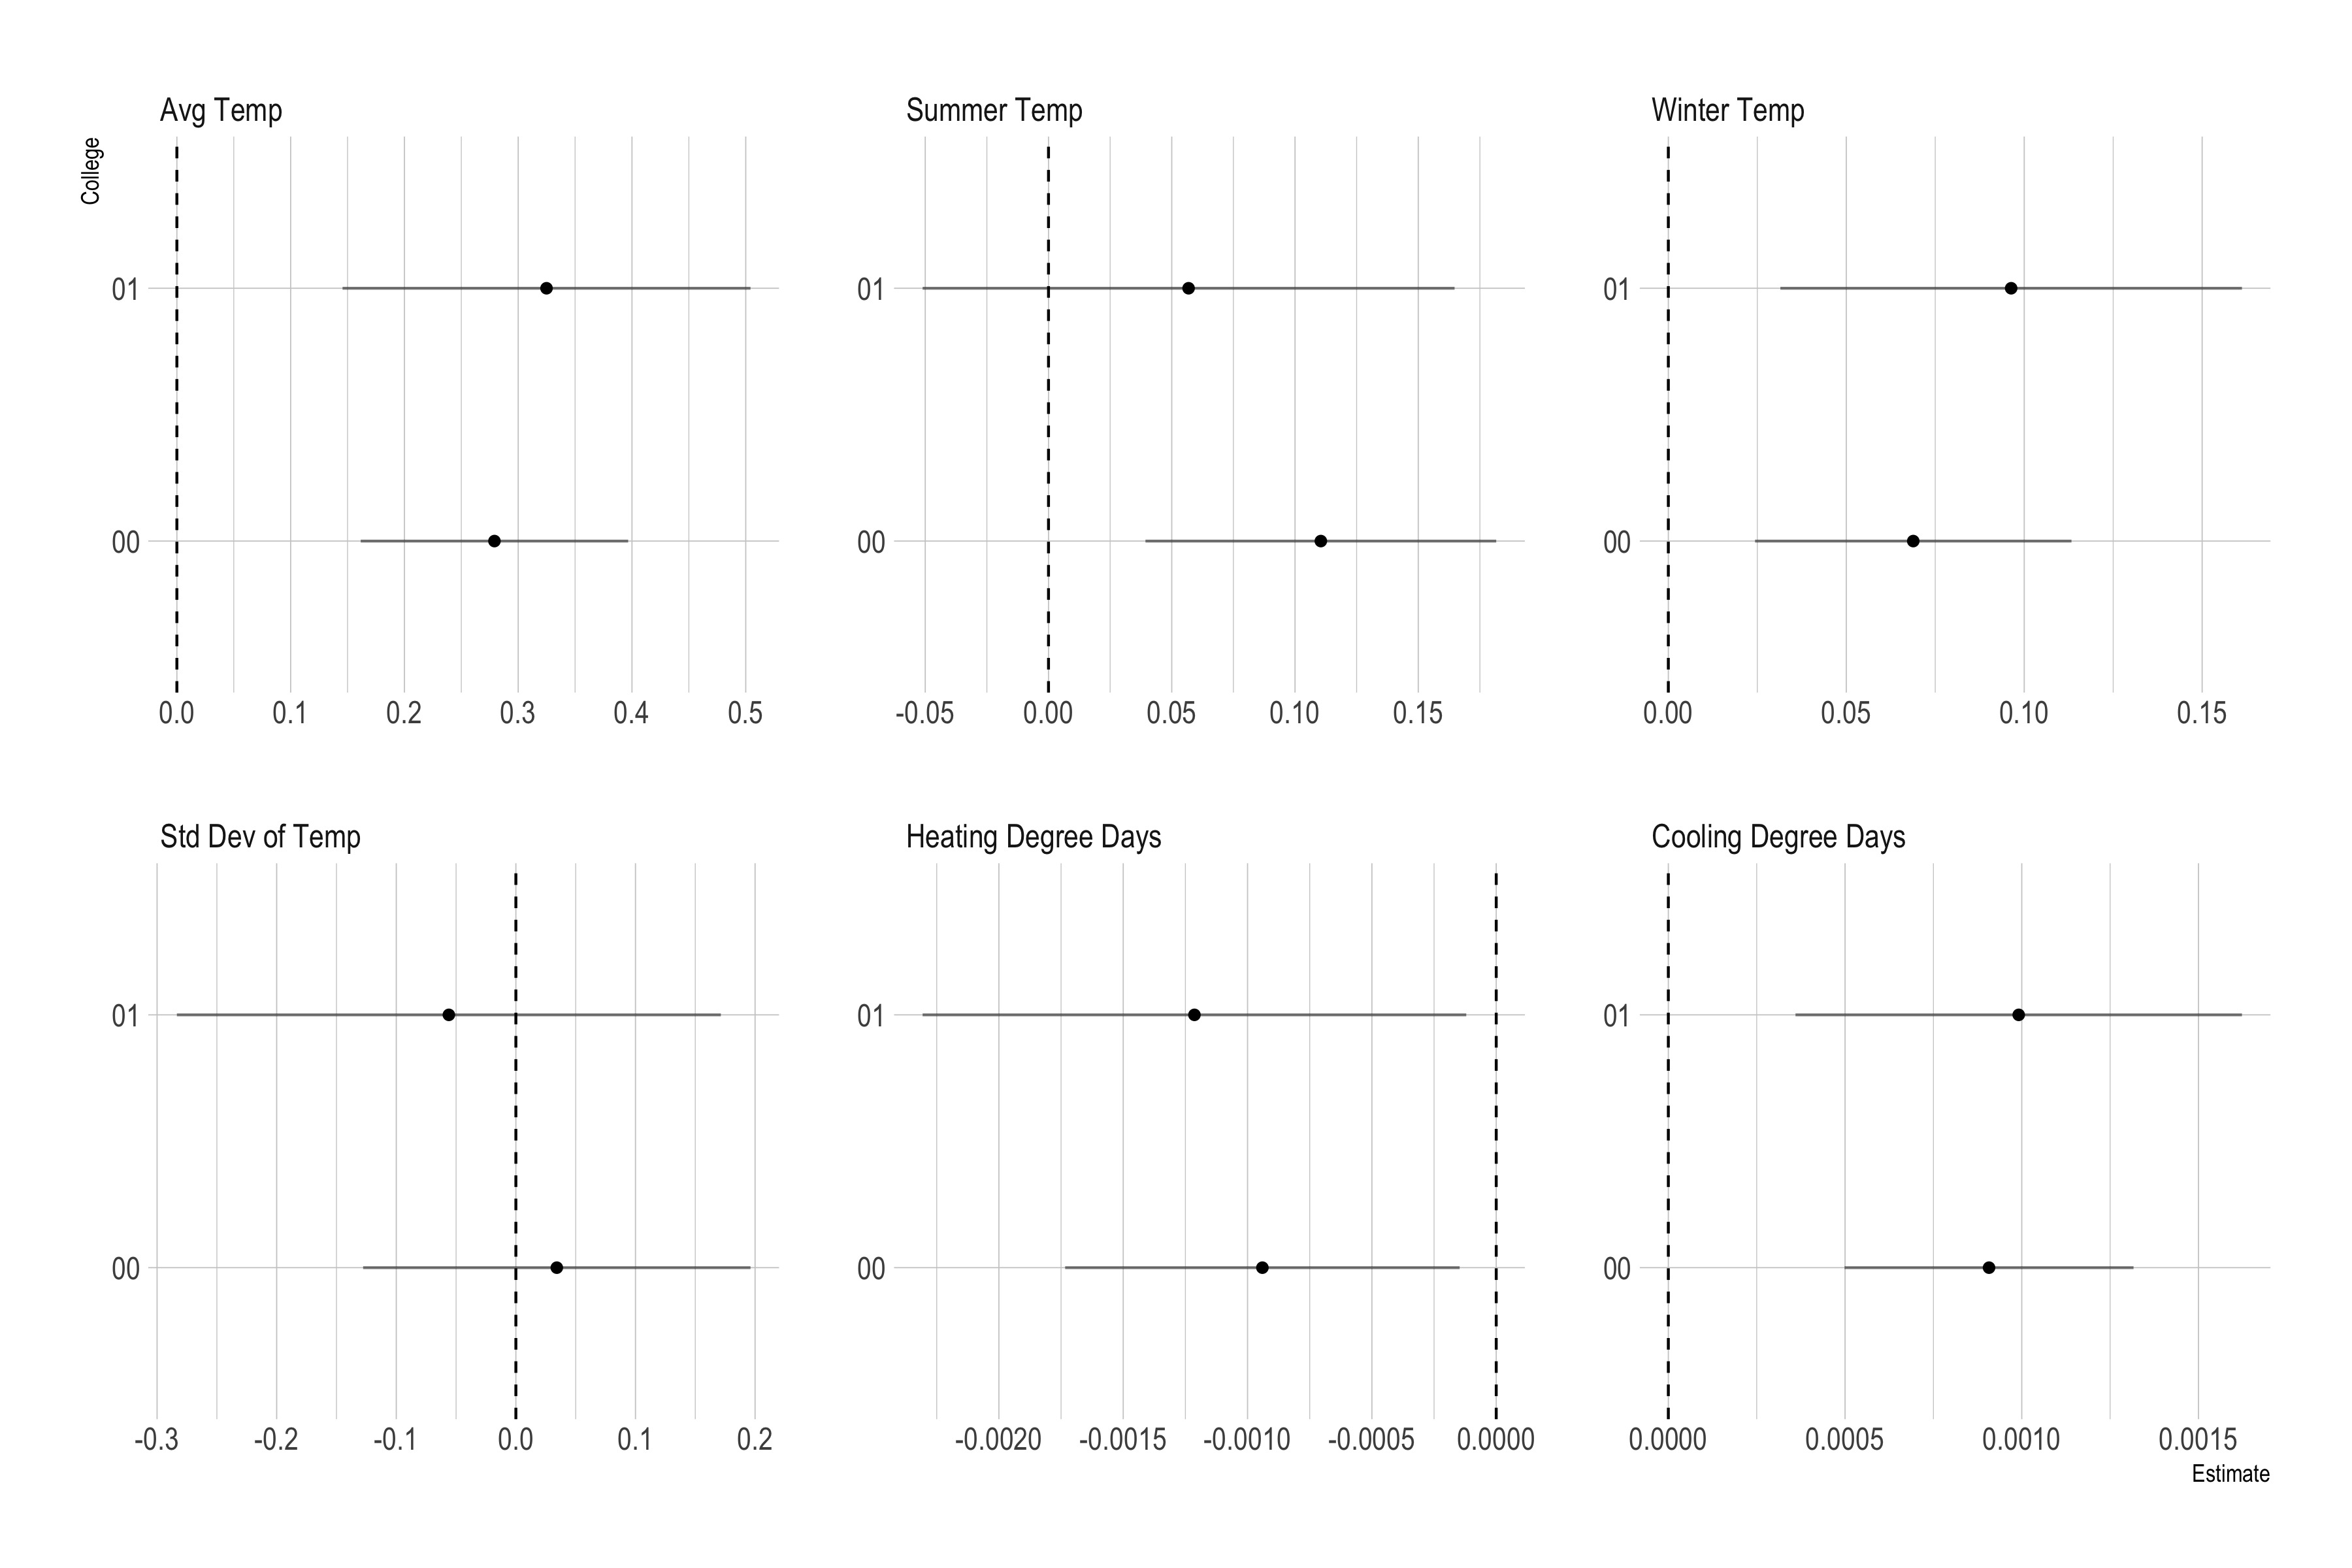 Avg Temp
Summer Temp
Winter Temp
College
01
01
01
00
00
00
0.0 0.1 0.2 0.3 0.4 0.5
-0.05 0.00 0.05 0.10 0.15
0.00 0.05 0.10 0.15
Std Dev of Temp
Heating Degree Days
Cooling Degree Days
01
01
01
00
00
00
-0.3 -0.2 -0.1 0.0 0.1 0.2
-0.0020 -0.0015 -0.0010 -0.0005 0.0000
0.0000 0.0005 0.0010 0.0015
Estimate